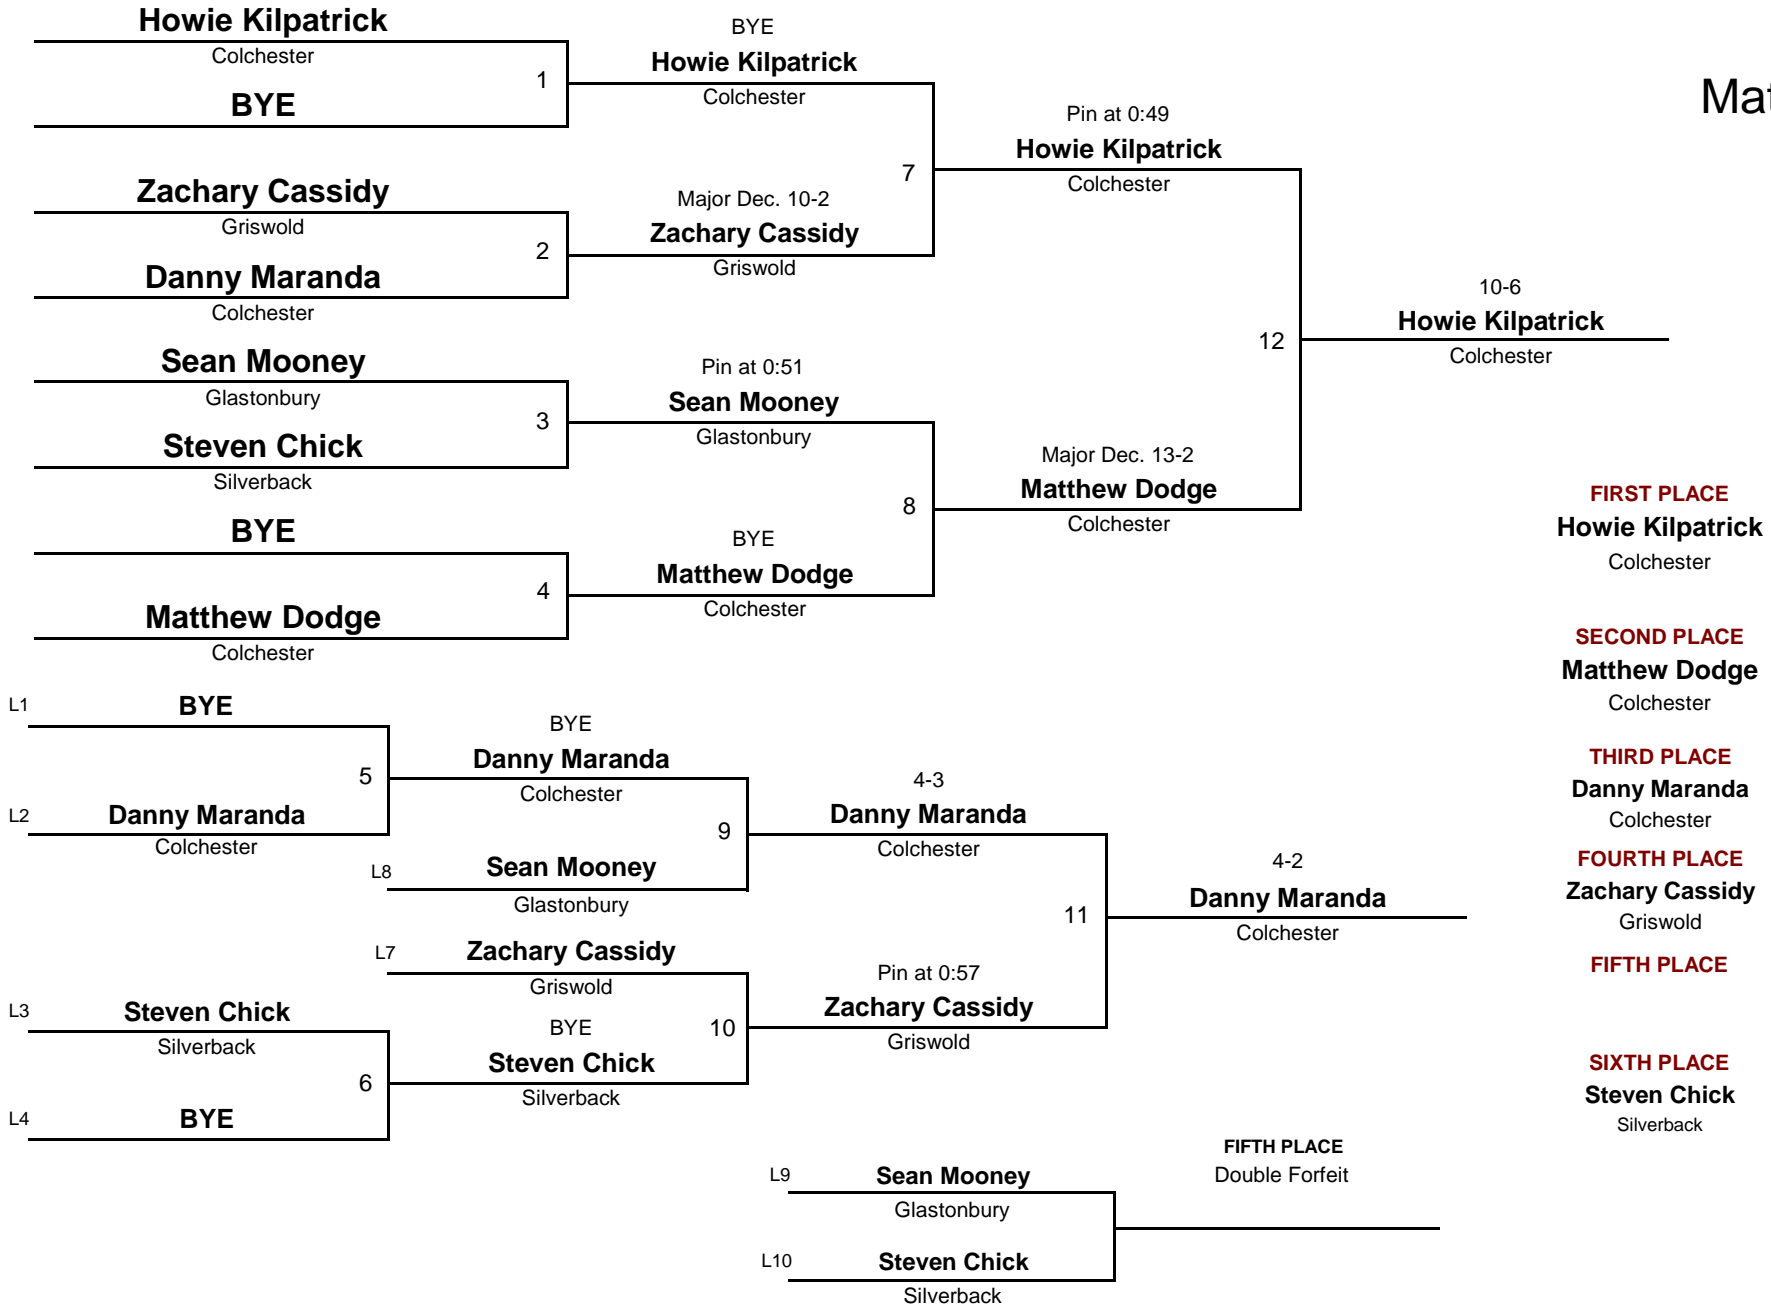 Howie Kilpatrick
Colchester
1
BYE
Zachary Cassidy
Griswold
2
Danny Maranda
Colchester
Sean Mooney
Glastonbury
3
Steven Chick
Silverback
BYE
4
Matthew Dodge
Colchester
BYE
Howie Kilpatrick
Colchester
7
Major Dec. 10-2
Zachary Cassidy
Griswold
Pin at 0:51
Sean Mooney
Glastonbury
8
BYE
Matthew Dodge
Colchester
Pin at 0:49
Howie Kilpatrick
Colchester
12
Major Dec. 13-2
Matthew Dodge
Colchester
10-6
Howie Kilpatrick
Colchester
L1
BYE
5
L2
Danny Maranda
Colchester
BYE
Danny Maranda
Colchester
9
L8
Sean Mooney
Glastonbury
L7
Zachary Cassidy
Griswold
10
BYE
Steven Chick
Silverback
L3
Steven Chick
Silverback
6
L4
BYE
4-3
Danny Maranda
Colchester
11
Pin at 0:57
Zachary Cassidy
Griswold
4-2
Danny Maranda
Colchester
L9
Sean Mooney
Glastonbury
L10
Steven Chick
Silverback
FIFTH PLACE
Double Forfeit
FIRST PLACE
Howie Kilpatrick
Colchester
SECOND PLACE
Matthew Dodge
Colchester
THIRD PLACE
Danny Maranda
Colchester
FOURTH PLACE
Zachary Cassidy
Griswold
FIFTH PLACE
SIXTH PLACE
Steven Chick
Silverback